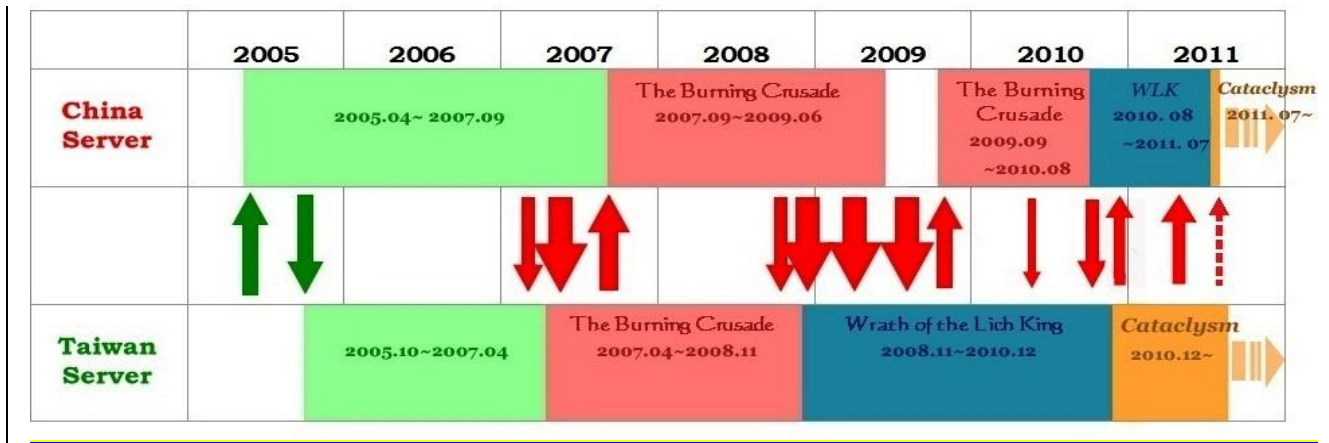 2005 2006 2007 2008 2009 2010 2011
China
Server
2005.04~ 2007.09
The Burning Crusade
2007.09~2009.06
The Burning
Crusade
2009.09
~2010.08
WLK
2010. 08
~2011. 07
Cataclysm
2011. 07~
Taiwan
Server
2005.10~2007.04
The Burning Crusade
2007.04~2008.11
Wrath of the Lich King
2008.11~2010.12
Cataclysm
2010.12~